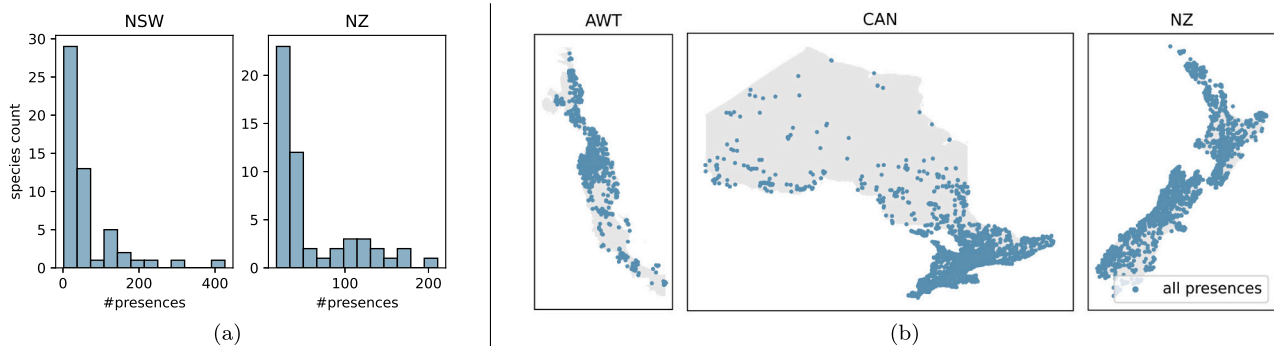 NSW
NZ
species count
30
25
20
15
10
5
0
20
15
10
5
0
0 200 400
100 200
#presences
#presences
(a)
AWT
CAN
NZ
all presences
(b)